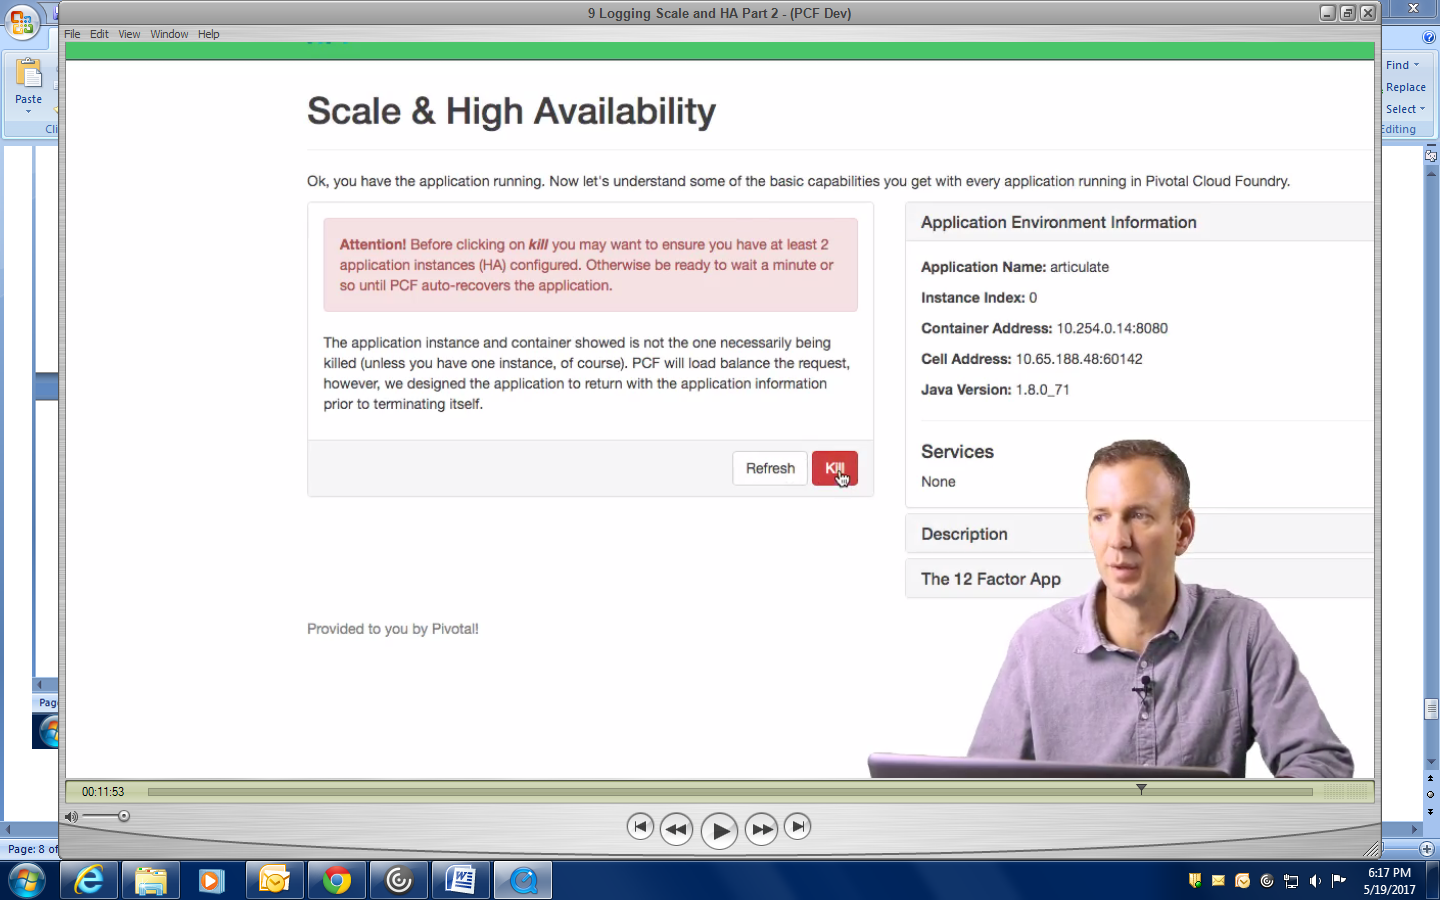 9 Logging Scale and HA Part 2 - (PCF Dev)
File Edit View Window Help
Paste
Find
Replace
Select
Editing
Scale & High Availability
Ok, you have the application running. Now let's understand some of the basic capabilities you get with every application running in Pivotal Cloud Foundry.
Attention! Before clicking on kill you may want to ensure you have at least 2
application instances (HA) configured. Otherwise be ready to wait a minute or
so until PCF auto-recovers the application.
The application instance and container showed is not the one necessarily being
killed (unless you have one instance, of course). PCF will load balance the request,
however, we designed the application to return with the application information
prior to terminating itself.
Refresh
Kill
Application Environment Information
Application Name: articulate
Instance Index: 0
Container Address: 10.254.0.14:8080
Cell Address: 10.65.188.48:60142
Java Version: 1.8.0_71
Services
None
Description
The 12 Factor App
Provided to you by Pivotal!
00:11:53
Page: 8 of
6:17 PM
5/19/2017